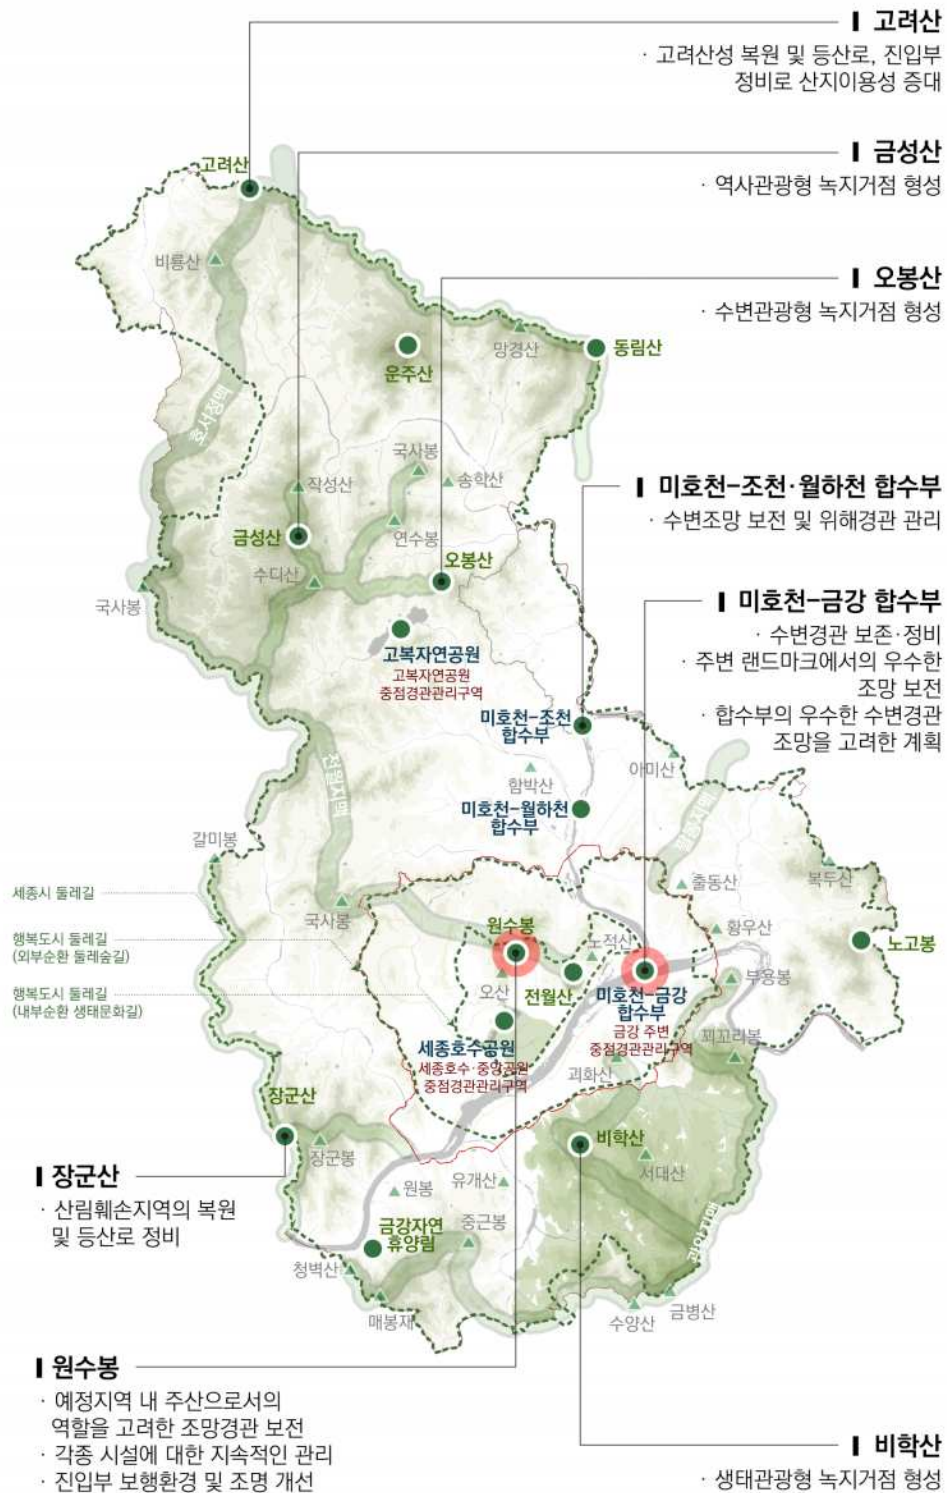 고려산
· 고려산성 복원 및 등산로, 진입부
정비로 산지이용성 증대
금성산
· 역사관광형 녹지거점 형성
오봉산
· 수변관광형 녹지거점 형성
미호천-조천·월하천 합수부
· 수변조망 보전 및 위해경관 관리
미호천-금강 합수부
· 수변경관 보존·정비
· 주변 랜드마크에서의 우수한
조망 보전
· 합수부의 우수한 수변경관
조망을 고려한 계획
고려산
비룡산
망경산
동림산
운주산
호서정맥
국사봉
작성산
송학산
금성산
연수봉
오봉산
수디산
국사봉
고복자연공원
고복자연공원
중점경관관리구역
미호천-조천
합수부
전월지맥
함박산
아미산
미호천-월하천
합수부
갈미봉
출동산
복두산
세종시 둘레길
국사봉
원수봉
노적산
황우산
노고봉
행복도시 둘레길
(외부순환 둘레숲길)
오산
전월산
미호천-금강
합수부
부용봉
행복도시 둘레길
(내부순환 생태문화길)
금강 주변
중점경관관리구역
꾀꼬리봉
세종호수공원
세종호수·중앙공원
중점경관관리구역
괴화산
장군산
장군봉
비학산
서대산
원봉
유개산
금강자연
휴양림
중근봉
청벽산
매봉재
수양산
금병산
장군산
· 산림훼손지역의 복원
및 등산로 정비
원수봉
· 예정지역 내 주산으로서의
역할을 고려한 조망경관 보전
· 각종 시설에 대한 지속적인 관리
· 진입부 보행환경 및 조명 개선
비학산
· 생태관광형 녹지거점 형성